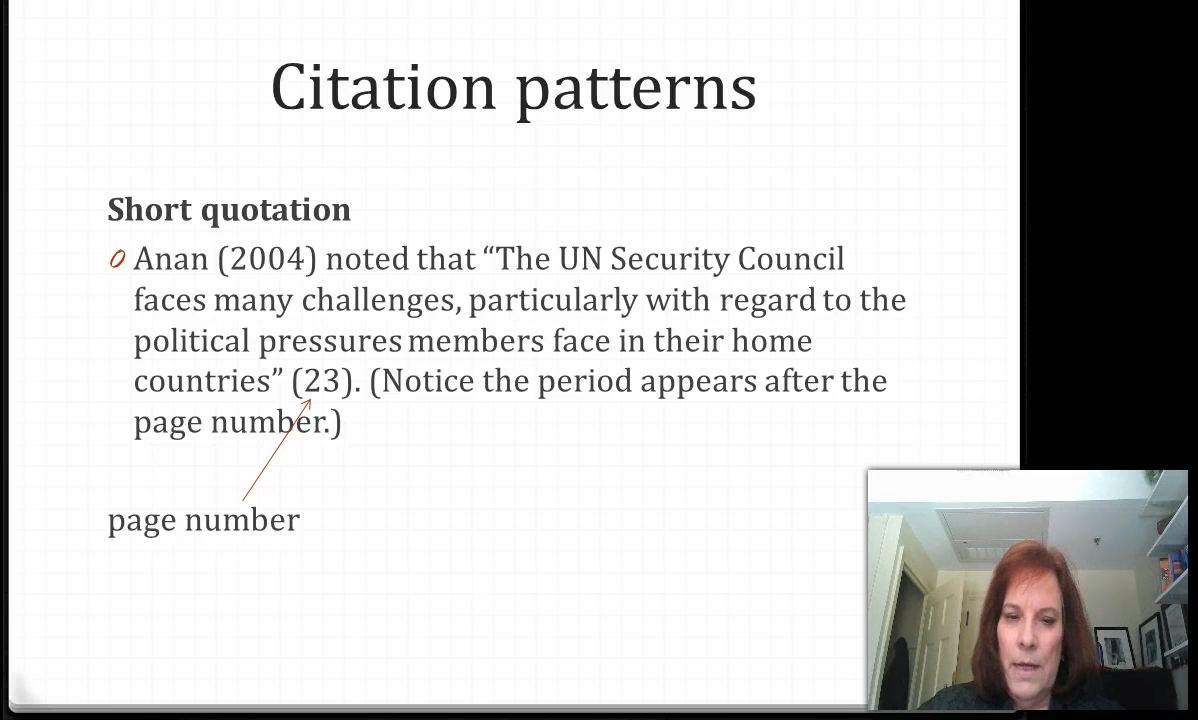 Citation patterns
Short quotation
Anan (2004) noted that “The UN Security Council
faces many challenges, particularly with regard to the
political pressures members face in their home
countries” (23). (Notice the period appears after the
page number.)
page number